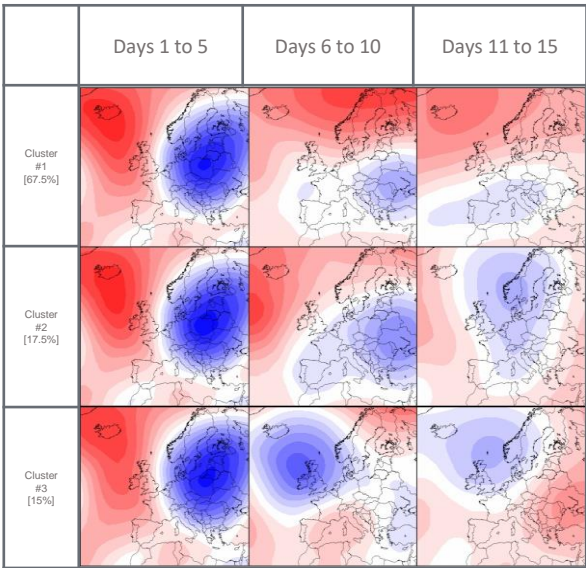 Days 1 to 5 Days 6 to 10 Days 11 to 15
Cluster
#1
[67.5%]
Cluster
#2
[17.5%]
Cluster
#3
[15%]